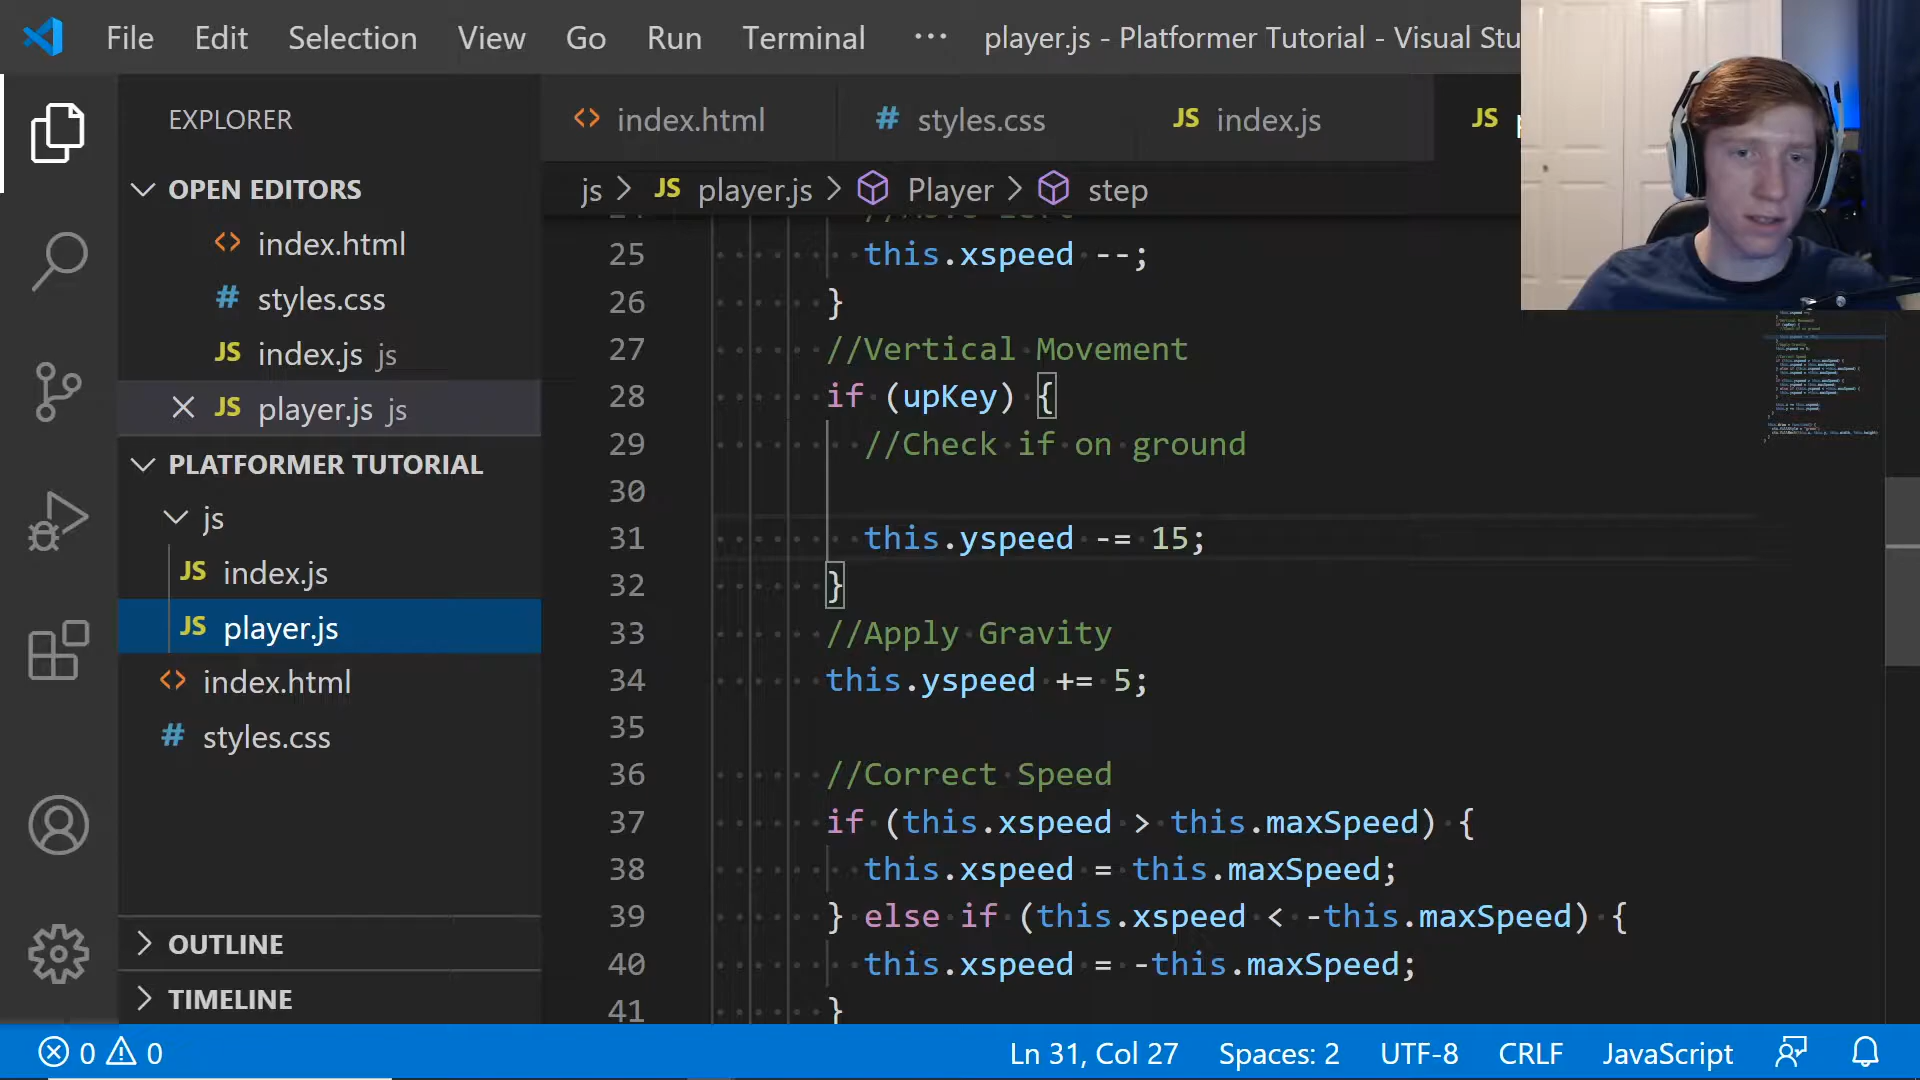 File Edit Selection View Go Run Terminal ··· player.js - Platformer Tutorial - Visual Stu
EXPLORER
OPEN EDITORS
<> index.html
# styles.css
JS index.js js
JS player.js js
PLATFORMER TUTORIAL
js
JS index.js
JS player.js
<> index.html
# styles.css
OUTLINE
TIMELINE
<> index.html # styles.css JS index.js JS
js > JS player.js > Player > step
25 this.xspeed --;
26 }
27 //Vertical Movement
28 if (upKey) {
29 //Check if on ground
30
31 this.yspeed -= 15;
32 }
33 //Apply Gravity
34 this.yspeed += 5;
35
36 //Correct Speed
37 if (this.xspeed > this.maxSpeed) {
38 this.xspeed = this.maxSpeed;
39 } else if (this.xspeed < -this.maxSpeed) {
40 this.xspeed = -this.maxSpeed;
41 }
0 0 Ln 31, Col 27 Spaces: 2 UTF-8 CRLF JavaScript